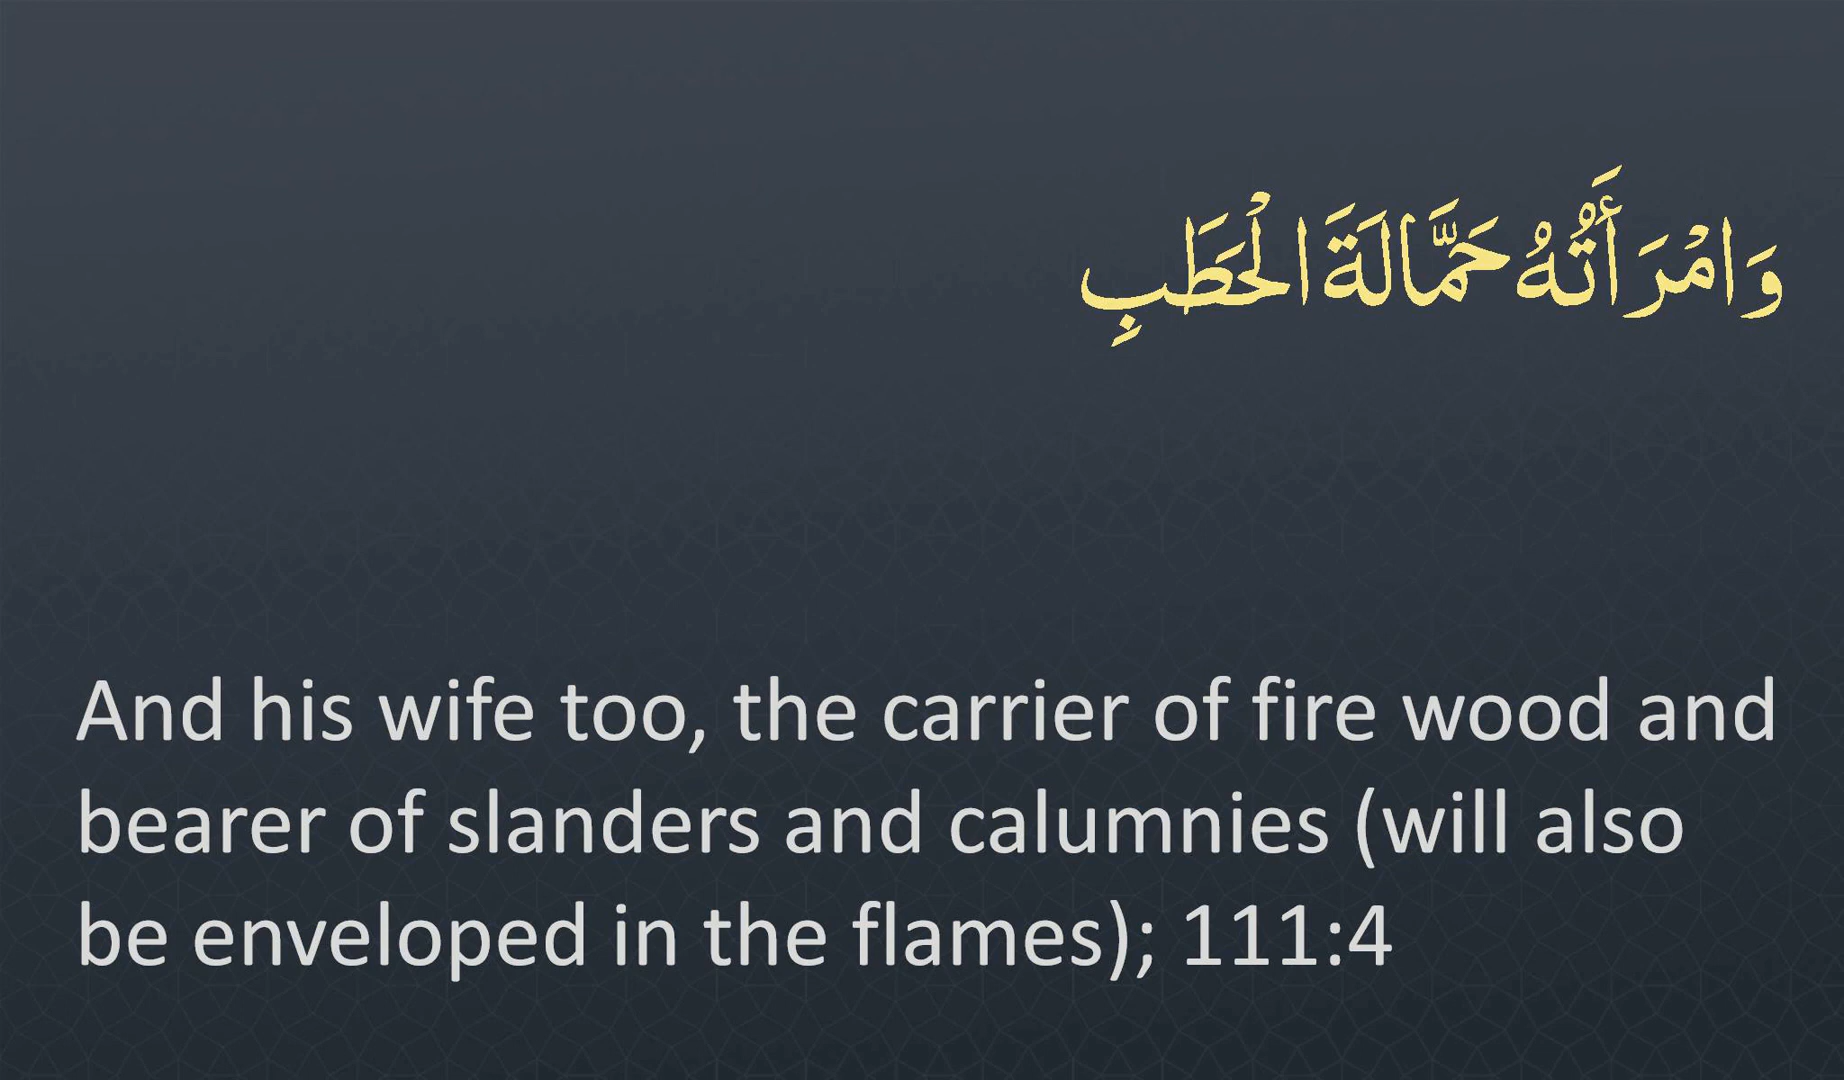 وَامْرَأَتُهُ حَمَّالَةَ الْحَطَبِ
And his wife too, the carrier of fire wood and
bearer of slanders and calumnies (will also
be enveloped in the flames); 111:4